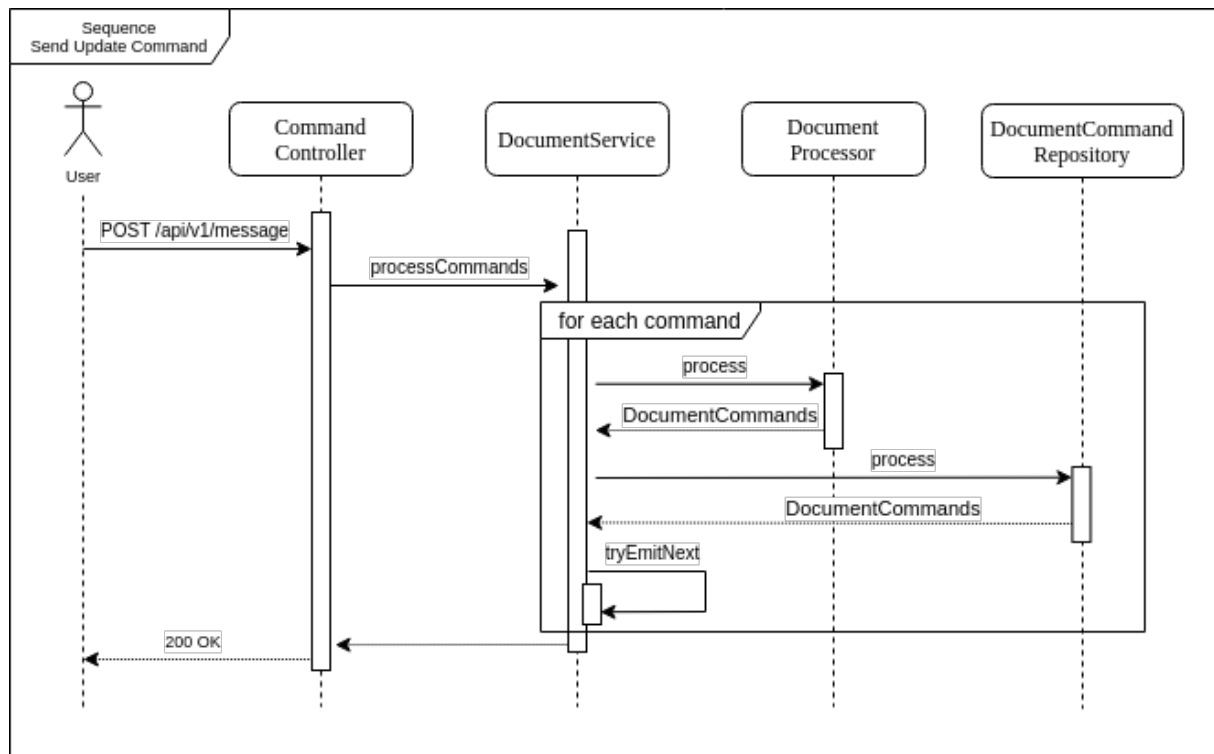 Sequence
Send Update Command
User
Command
Controller
DocumentService
Document
Processor
DocumentCommand
Repository
POST /api/v1/message
processCommands
for each command
process
DocumentCommands
process
DocumentCommands
tryEmitNext
200 OK